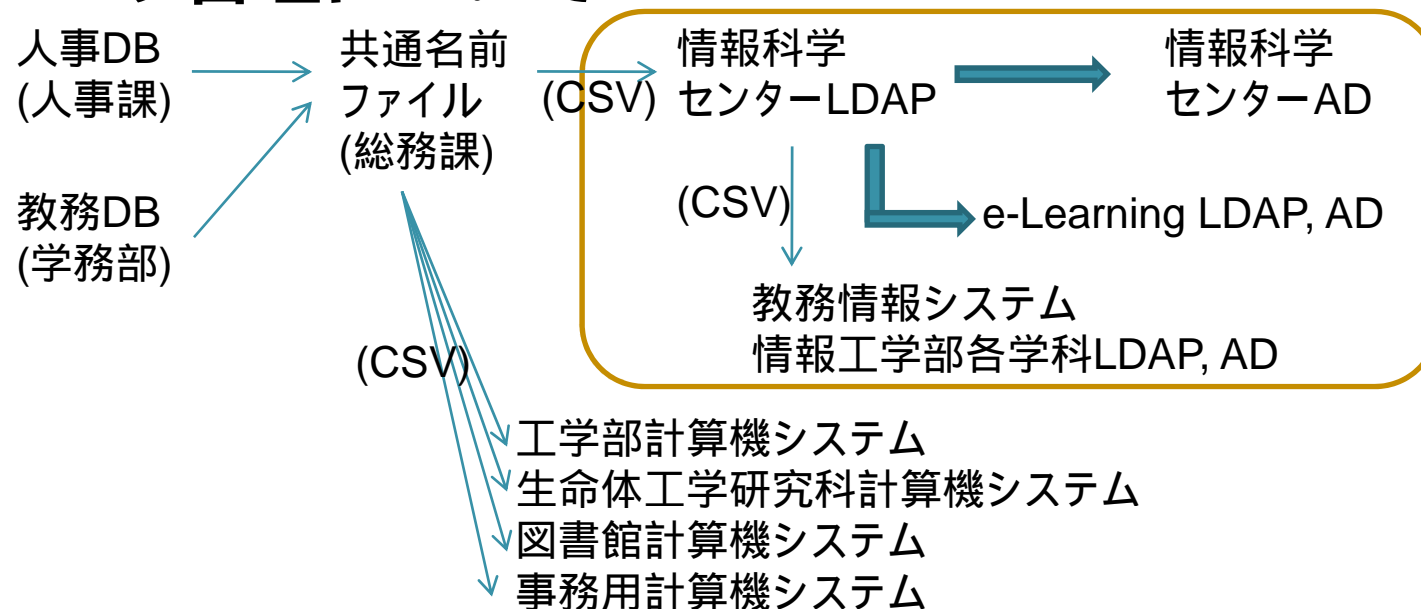 人事DB
(人事課)
共通名前
ファイル
(総務課)
(CSV)
情報科学
センターLDAP
情報科学
センターAD
教務DB
(学務部)
(CSV)
e-Learning LDAP, AD
教務情報システム
情報工学部各学科LDAP, AD
(CSV)
工学部計算機システム
生命体工学研究科計算機システム
図書館計算機システム
事務用計算機システム